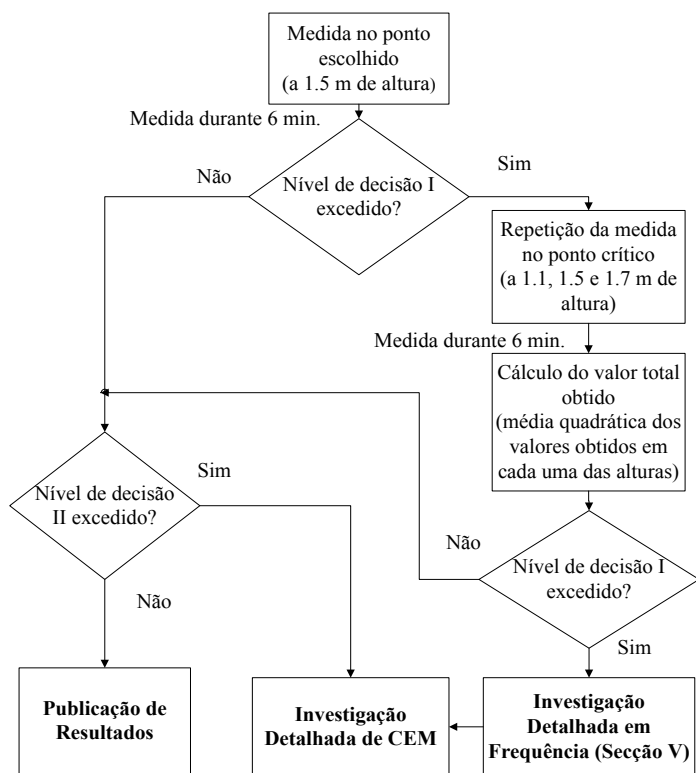 Medida no ponto
escolhido
(a 1.5 m de altura)
Medida durante 6 min.
Não
Sim
Nível de decisão I
excedido?
Repetição da medida
no ponto crítico
(a 1.1, 1.5 e 1.7 m de
altura)
Medida durante 6 min.
Cálculo do valor total
obtido
(média quadrática dos
valores obtidos em
cada uma das alturas)
Sim
Nível de decisão
II excedido?
Não
Nível de decisão I
excedido?
Não
Sim
Publicação de
Resultados
Investigação
Detalhada de CEM
Investigação
Detalhada em
Frequência (Secção V)